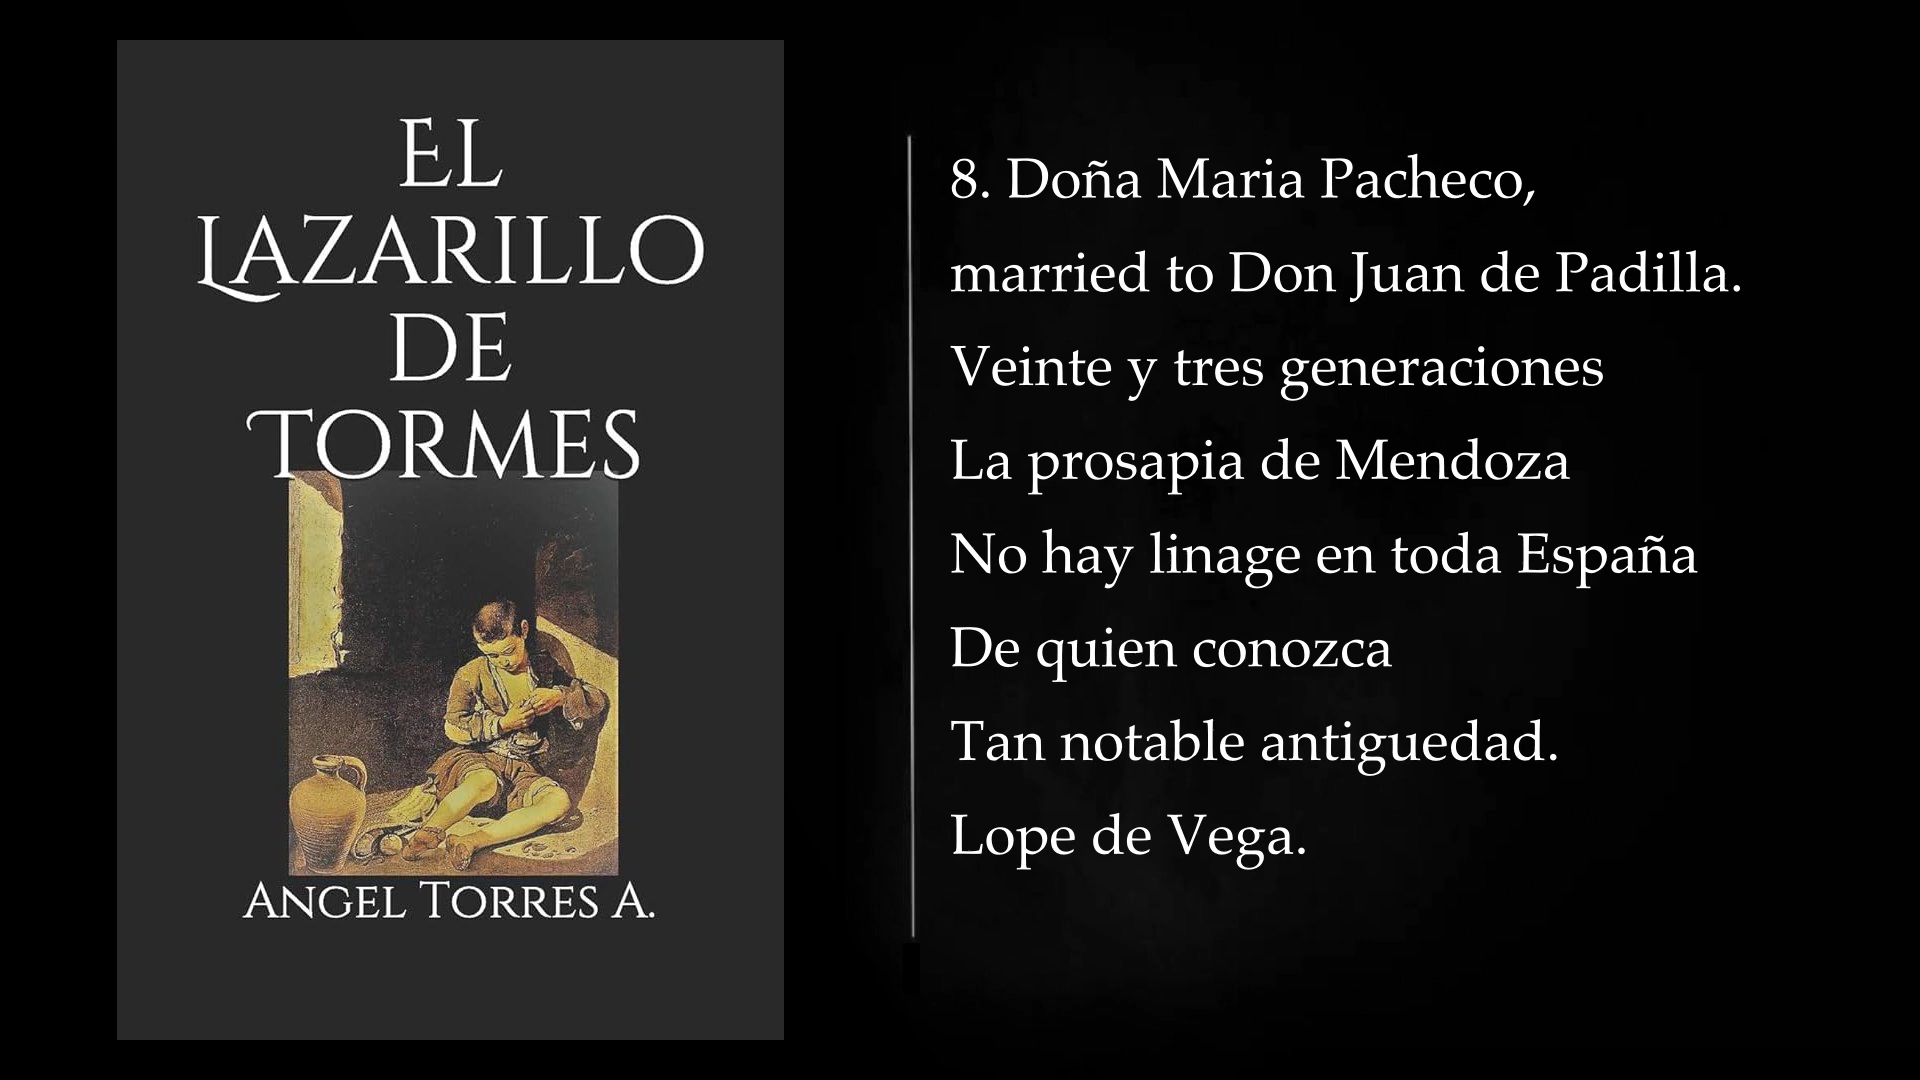 EL
LAZARILLO
DE
TORMES
ANGEL TORRES A.
8. Doña Maria Pacheco,
married to Don Juan de Padilla.
Veinte y tres generaciones
La prosapia de Mendoza
No hay linage en toda España
De quien conozca
Tan notable antiguedad.
Lope de Vega.